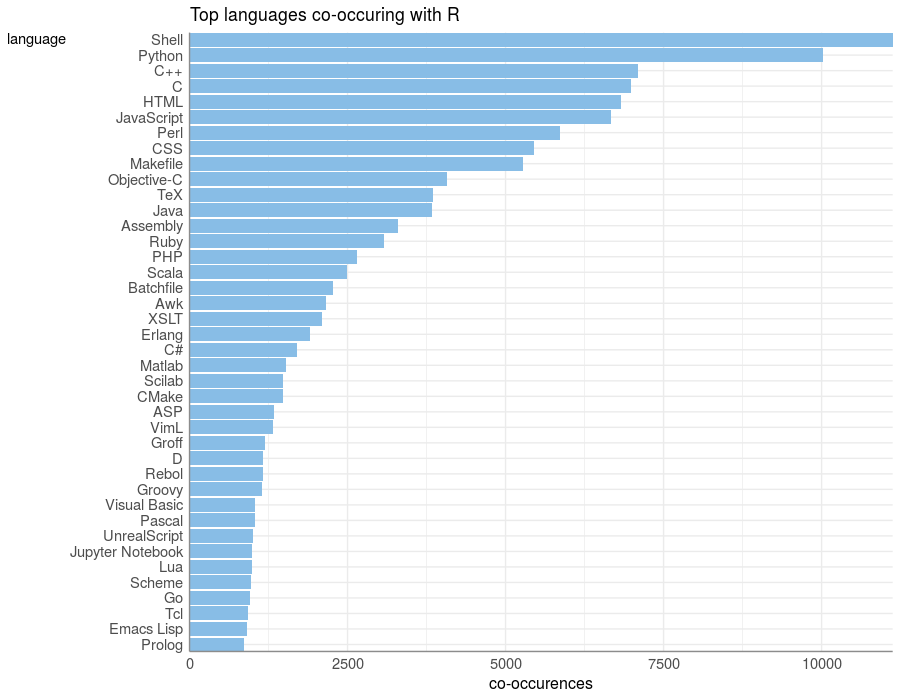 Top languages co-occuring with R
language
Shell
Python
C++
C
HTML
JavaScript
Perl
CSS
Makefile
Objective-C
TeX
Java
Assembly
Ruby
PHP
Scala
Batchfile
Awk
XSLT
Erlang
C#
Matlab
Scilab
CMake
ASP
VimL
Groff
D
Rebol
Groovy
Visual Basic
Pascal
UnrealScript
Jupyter Notebook
Lua
Scheme
Go
Tcl
Emacs Lisp
Prolog
0 2500 5000 7500 10000
co-occurences